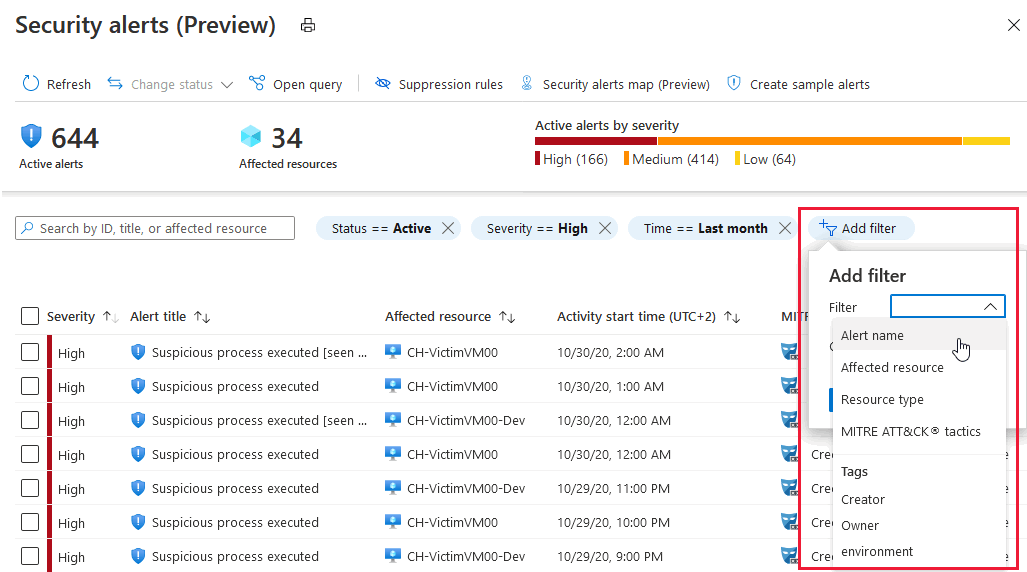 Security alerts (Preview)
Refresh Change status Open query Suppression rules Security alerts map (Preview) Create sample alerts
644 34 Active alerts by severity
Active alerts Affected resources High (166) Medium (414) Low (64)
Search by ID, title, or affected resource Status == Active Severity == High Time == Last month Add filter
Add filter
Filter
Severity Alert title Affected resource Activity start time (UTC+2)
Alert name
High Suspicious process executed [seen ... CH-VictimVM00 10/30/20, 2:00 AM
Affected resource
High Suspicious process executed CH-VictimVM00 10/30/20, 1:00 AM
Resource type
High Suspicious process executed [seen ... CH-VictimVM00-Dev 10/30/20, 12:00 AM
MITRE ATT&CK® tactics
High Suspicious process executed CH-VictimVM00 10/30/20, 12:00 AM
Tags
High Suspicious process executed CH-VictimVM00-Dev 10/29/20, 11:00 PM
Creator
High Suspicious process executed CH-VictimVM00 10/29/20, 10:00 PM
Owner
High Suspicious process executed CH-VictimVM00-Dev 10/29/20, 9:00 PM
environment